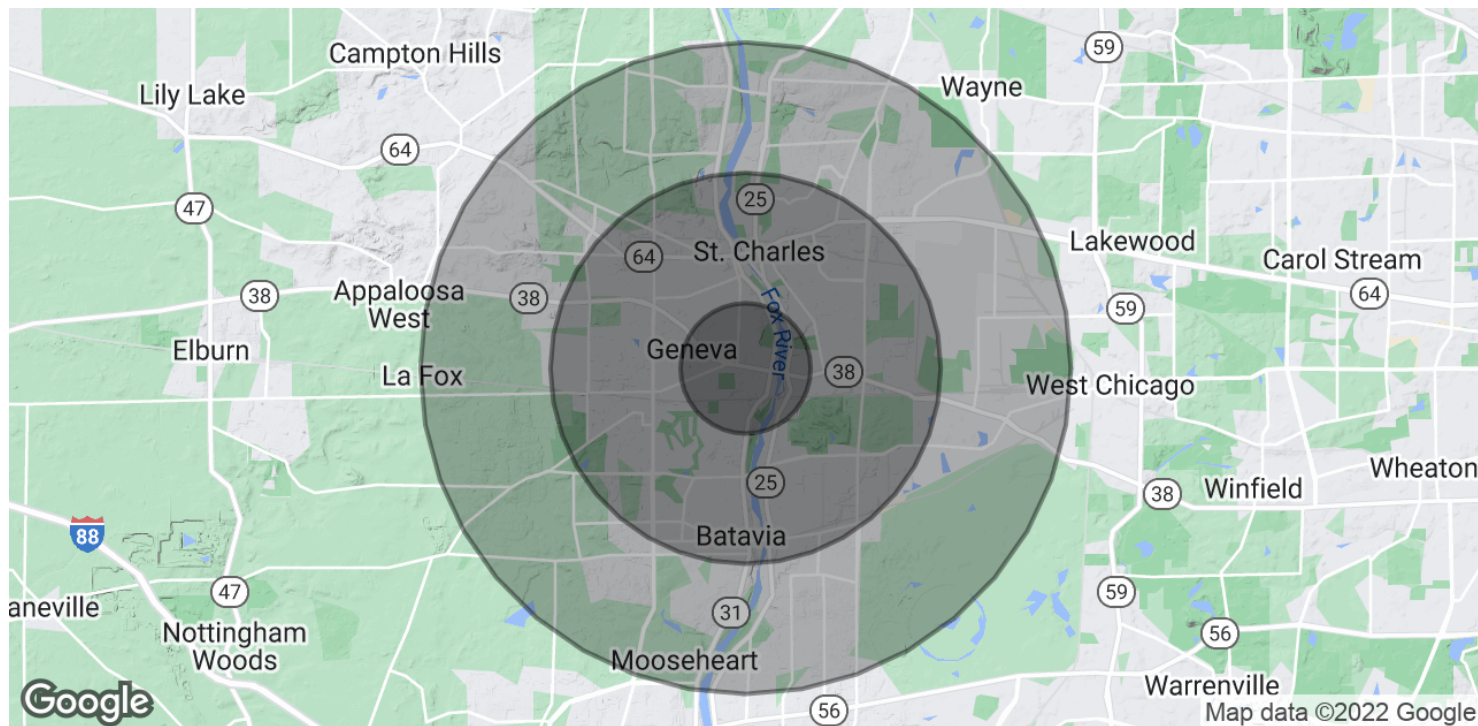 Campton Hills
59
Lily Lake
Wayne
64
47
25
St. Charles
64
Lakewood
Carol Stream
64
38
Appaloosa
West
38
59
Fox River
Elburn
Geneva
La Fox
38
West Chicago
Wheaton
25
38
Winfield
88
Batavia
47
59
aneville
31
56
Nottingham
Woods
Mooseheart
Warrenville
56
Google
Map data ©2022 Google